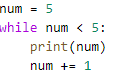 num = 5
while num < 5:
    print(num)
    num += 1